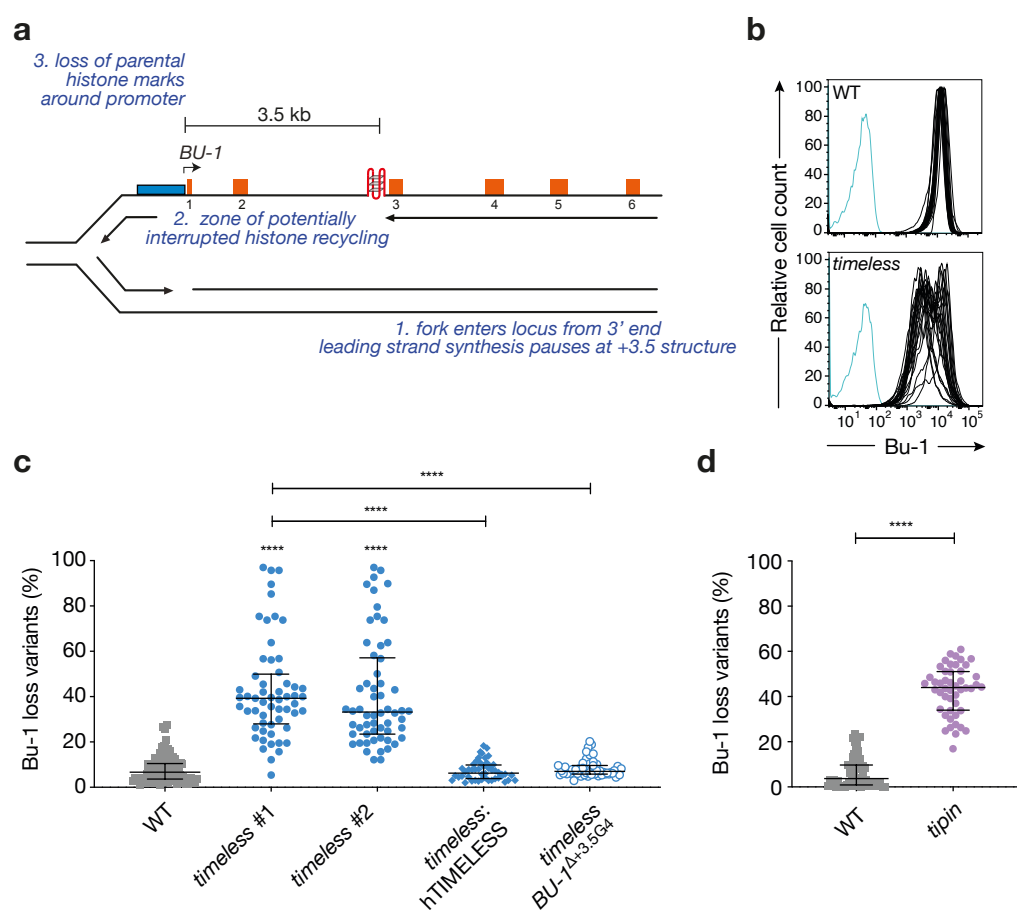 a
3. loss of parental
histone marks
around promoter
3.5 kb
BU-1
1 2 3 4 5 6
2. zone of potentially
interrupted histone recycling
1. fork enters locus from 3' end
leading strand synthesis pauses at +3.5 structure
b
Relative cell count
WT
100
80
60
40
20
0
timeless
100
80
60
40
20
0
10¹ 10² 10³ 10⁴ 10⁵
Bu-1
c
Bu-1 loss variants (%)
100
80
60
40
20
0
****
****
**** ****
WT
timeless #1
timeless #2
timeless:
hTIMELESS
timeless
BU-1^Δ+3.5G4
d
Bu-1 loss variants (%)
100
80
60
40
20
0
****
WT
tipin